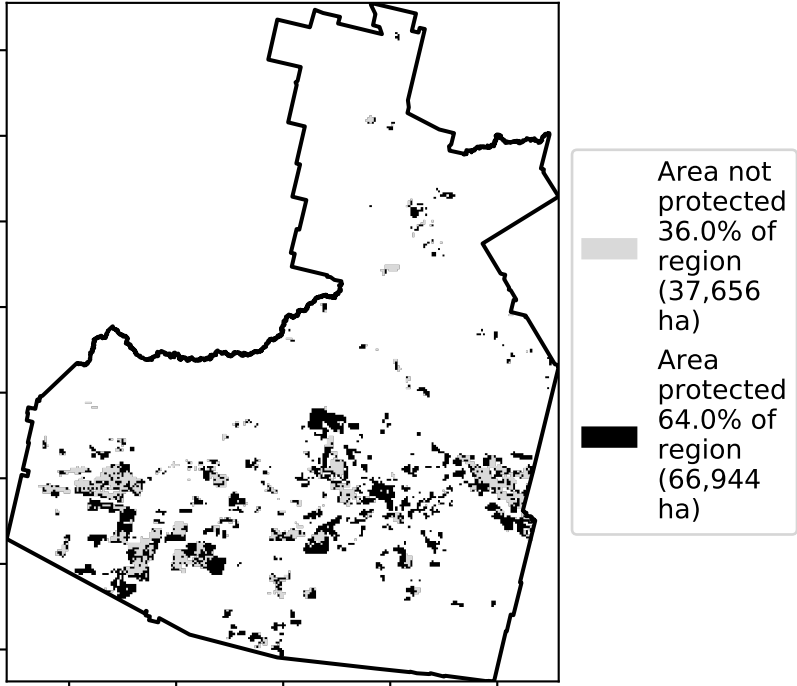 Area not
protected
36.0% of
region
(37,656
ha)
Area
protected
64.0% of
region
(66,944
ha)